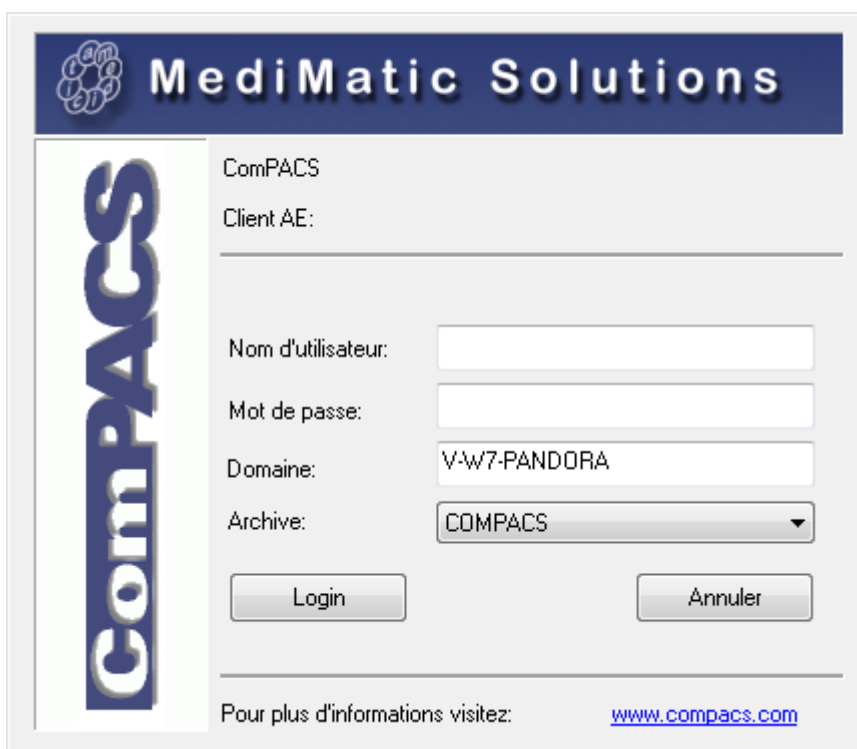 MediMatic Solutions
ComPACS
ComPACS
Client AE:
Nom d'utilisateur:
Mot de passe:
Domaine: V-W7-PANDORA
Archive: COMPACS
Login Annuler
Pour plus d'informations visitez: www.compacs.com